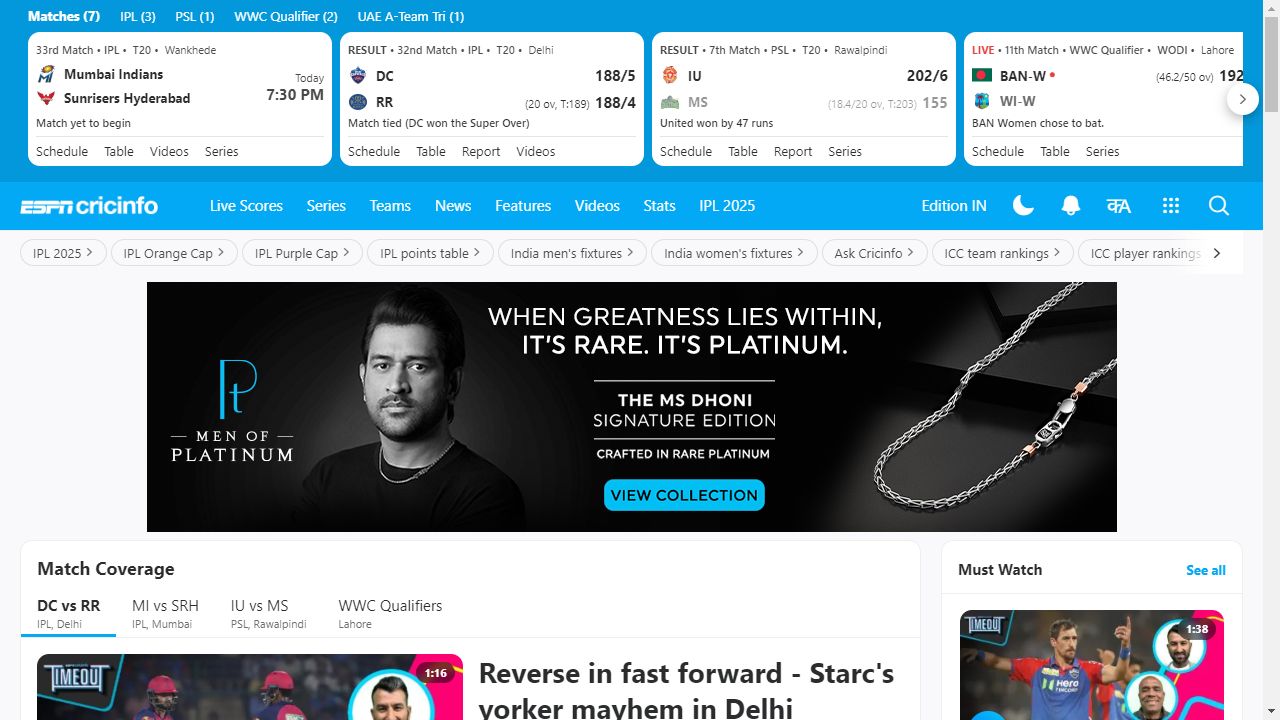 Matches (7) IPL (3) PSL (1) WWC Qualifier (2) UAE A-Team Tri (1)
33rd Match • IPL • T20 • Wankhede
Mumbai Indians
Sunrisers Hyderabad
Today
7:30 PM
Match yet to begin
Schedule Table Videos Series
RESULT • 32nd Match • IPL • T20 • Delhi
DC 188/5
RR (20 ov, T:189) 188/4
Match tied (DC won the Super Over)
Schedule Table Report Videos
RESULT • 7th Match • PSL • T20 • Rawalpindi
IU 202/6
MS (18.4/20 ov, T:203) 155
United won by 47 runs
Schedule Table Report Series
LIVE • 11th Match • WWC Qualifier • WODI • Lahore
BAN-W • (46.2/50 ov) 192
WI-W
BAN Women chose to bat.
Schedule Table Series
ESPN cricinfo Live Scores Series Teams News Features Videos Stats IPL 2025 Edition IN कA
IPL 2025 IPL Orange Cap IPL Purple Cap IPL points table India men's fixtures India women's fixtures Ask Cricinfo ICC team rankings ICC player rankings
Pt
— MEN OF —
PLATINUM
WHEN GREATNESS LIES WITHIN,
IT'S RARE. IT'S PLATINUM.
THE MS DHONI
SIGNATURE EDITION
CRAFTED IN RARE PLATINUM
VIEW COLLECTION
Match Coverage
DC vs RR MI vs SRH IU vs MS WWC Qualifiers
IPL, Delhi IPL, Mumbai PSL, Rawalpindi Lahore
TIMEOUT
1:16
Reverse in fast forward - Starc's
yorker mayhem in Delhi
Must Watch See all
TIMEOUT
1:38
Hero